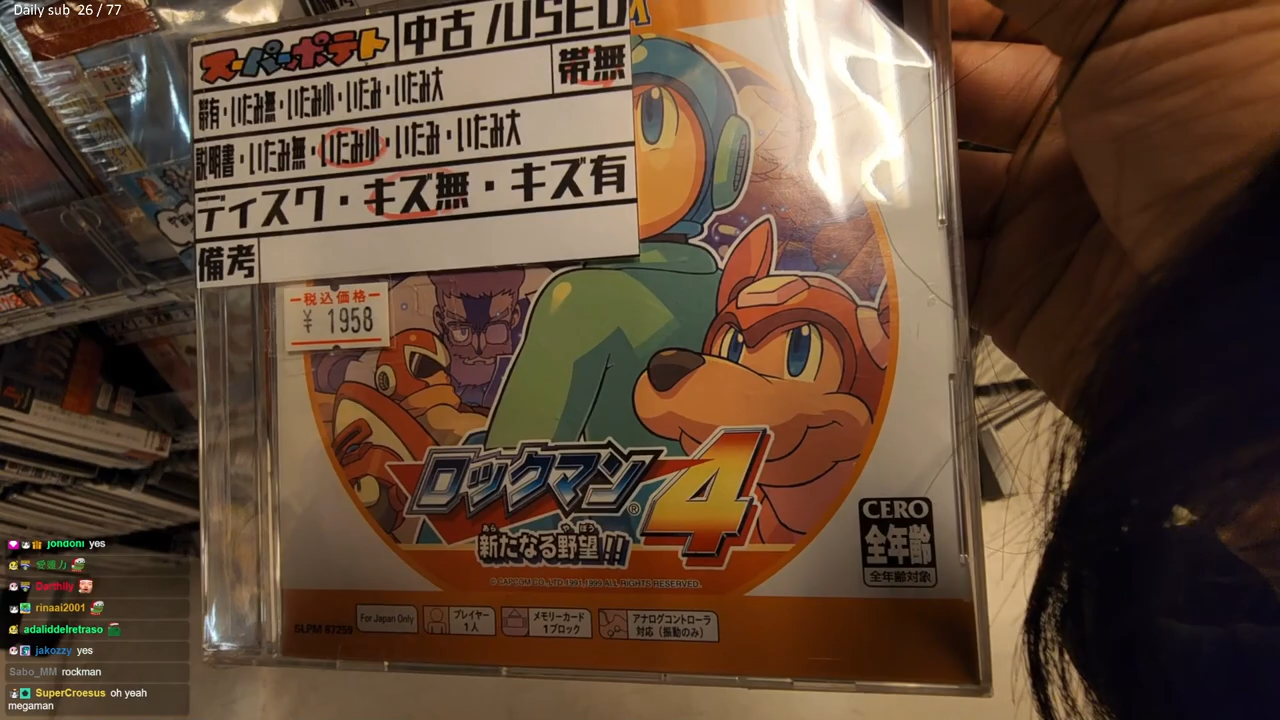 Daily sub 26 / 77
スーパーポテト
中古/USED
帯無
帯有・いたみ無・いたみ小・いたみ・いたみ大
説明書・いたみ無・いたみ小・いたみ・いたみ大
ディスク・キズ無・キズ有
備考
税込価格
¥ 1958
ロックマン4
®
あら やぼう
新たなる野望!!
© CAPCOM CO., LTD. 1991, 1999 ALL RIGHTS RESERVED.
CERO
全年齢
全年齢対象
SLPM 87259
For Japan Only
プレイヤー
1人
メモリーカード
1ブロック
アナログコントローラ
対応(振動のみ)
jondoni yes
Darthily
rinaai2001
adaliddelretraso
jakozzy yes
Sabo_MM rockman
SuperCroesus oh yeah
megaman